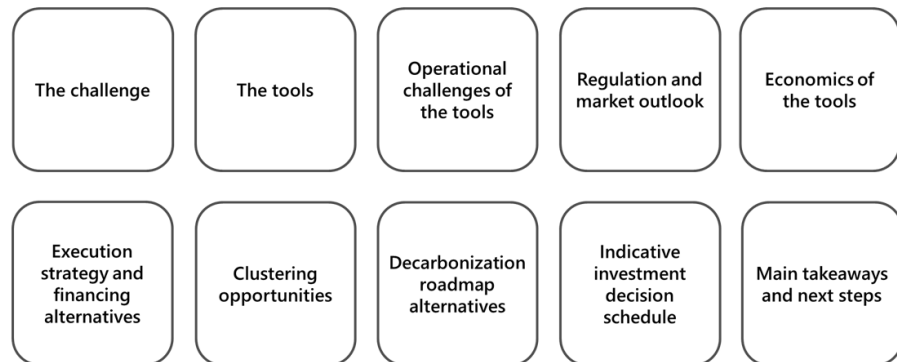 The challenge
The tools
Operational
challenges of
the tools
Regulation and
market outlook
Economics of
the tools
Execution
strategy and
financing
alternatives
Clustering
opportunities
Decarbonization
roadmap
alternatives
Indicative
investment
decision
schedule
Main takeaways
and next steps